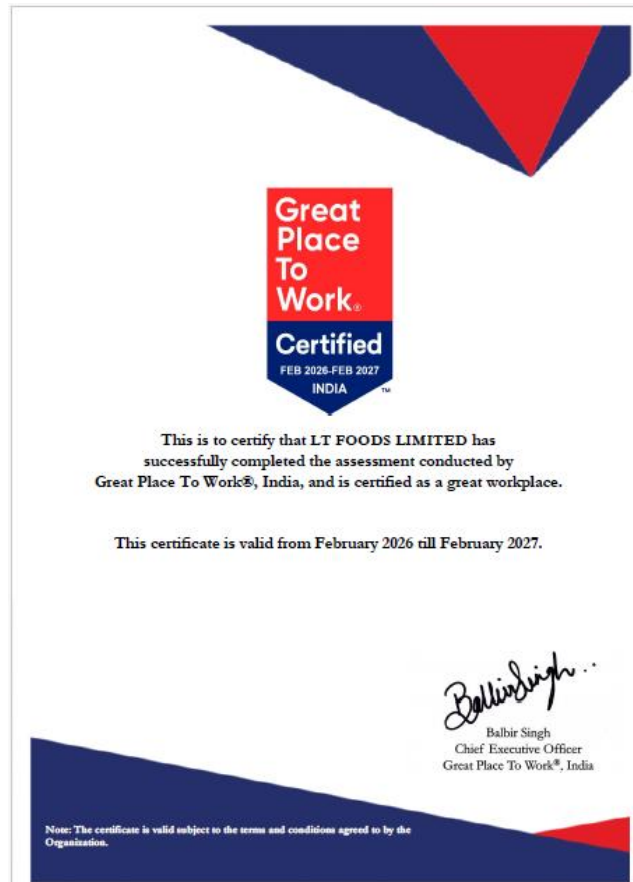 Great
Place
To
Work®
Certified
FEB 2026-FEB 2027
INDIA
™
This is to certify that LT FOODS LIMITED has
successfully completed the assessment conducted by
Great Place To Work®, India, and is certified as a great workplace.
This certificate is valid from February 2026 till February 2027.
BalbirSingh..
Balbir Singh
Chief Executive Officer
Great Place To Work®, India
Note: The certificate is valid subject to the terms and conditions agreed to by the
Organization.